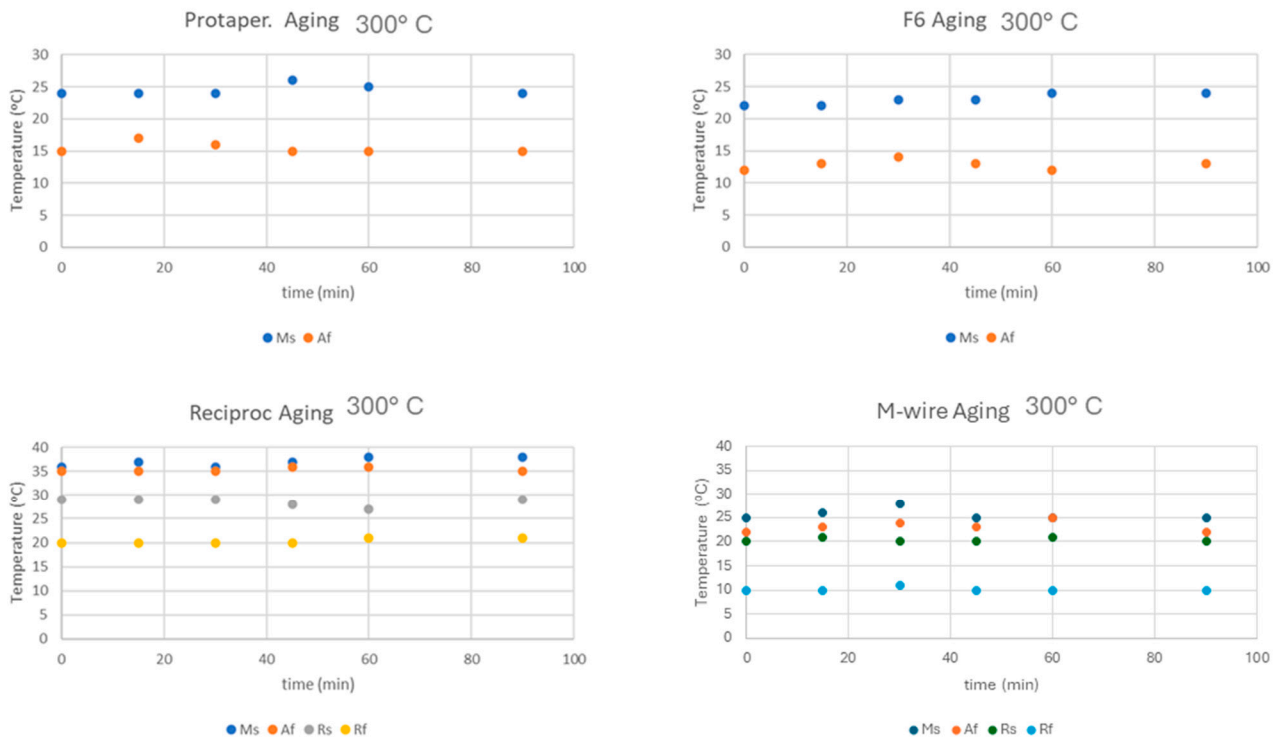 Protaper. Aging 300° C
30
25
20
15
10
5
0
Temperature (°C)
0 20 40 60 80 100
time (min)
Ms Af
F6 Aging 300° C
30
25
20
15
10
5
0
Temperature (°C)
0 20 40 60 80 100
time (min)
Ms Af
Reciproc Aging 300° C
40
35
30
25
20
15
10
5
0
Temperature (°C)
0 20 40 60 80 100
time (min)
Ms Af Rs Rf
M-wire Aging 300° C
40
35
30
25
20
15
10
5
0
Temperature (°C)
0 20 40 60 80 100
time (min)
Ms Af Rs Rf